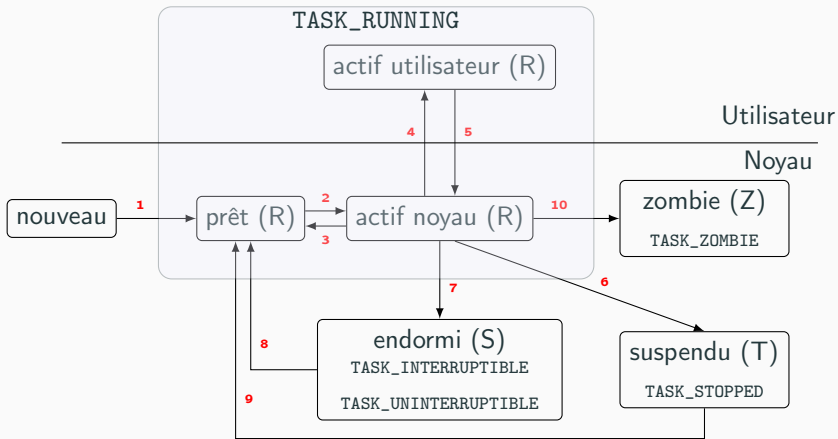 TASK_RUNNING
actif utilisateur (R)
Utilisateur
4
5
Noyau
nouveau
1
prêt (R)
2
3
actif noyau (R)
10
zombie (Z)
TASK_ZOMBIE
7
6
8
endormi (S)
TASK_INTERRUPTIBLE
TASK_UNINTERRUPTIBLE
suspendu (T)
TASK_STOPPED
9